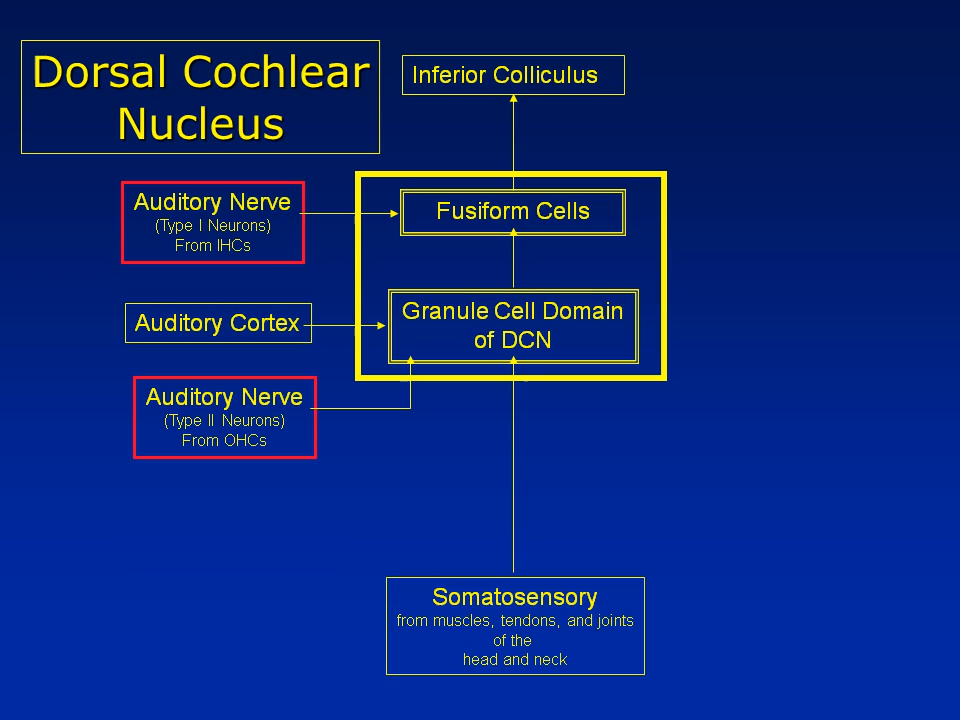 Dorsal Cochlear
Nucleus
Inferior Colliculus
Auditory Nerve
(Type I Neurons)
From IHCs
Fusiform Cells
Auditory Cortex
Granule Cell Domain
of DCN
Auditory Nerve
(Type II Neurons)
From OHCs
Somatosensory
from muscles, tendons, and joints
of the
head and neck